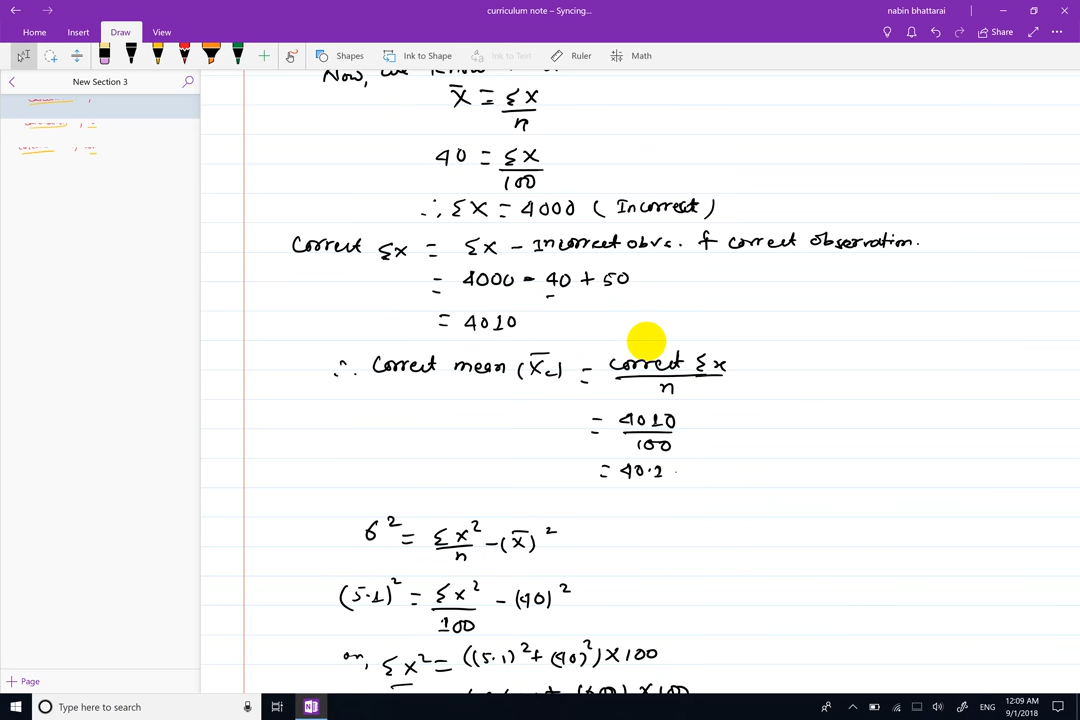 curriculum note – Syncing...
nabin bhattarai
Home Insert Draw View
Share
Shapes Ink to Shape Ink to Text Ruler Math
New Section 3
Now, we know
X̄ = ΣX/n
40 = ΣX/100
∴ ΣX = 4000 (Incorrect)
Correct Σx = Σx − Incorrect obvs. + correct observation.
= 4000 - 40 + 50
= 4010
∴ Correct mean (X̄c) = correct Σx/n
= 4010/100
= 40.1
σ² = Σx²/n − (x̄)²
(5.1)² = Σx²/100 − (40)²
or, Σx² = ((5.1)² + (40)²) × 100
× 100
Page
Type here to search
ENG
12:09 AM
9/1/2018